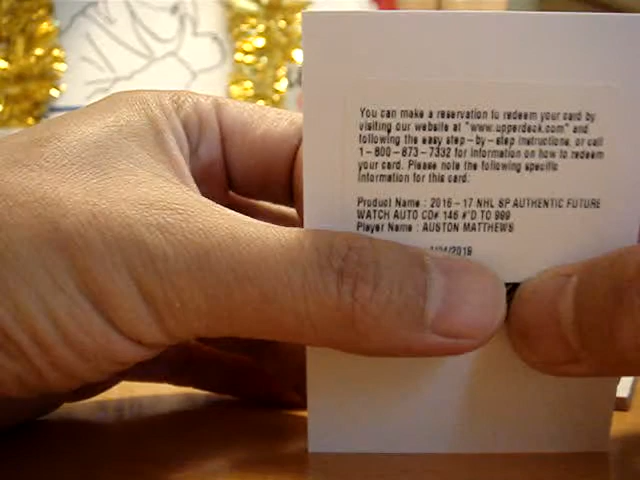 You can make a reservation to redeem your card by
visiting our website at "www.upperdeck.com" and
following the easy step-by-step instructions, or call
1-800-873-7332 for information on how to redeem
your card. Please note the following specific
information for this card:
Product Name : 2016-17 NHL SP AUTHENTIC FUTURE
WATCH AUTO CD# 146 #'D TO 999
Player Name : AUSTON MATTHEWS
/2019